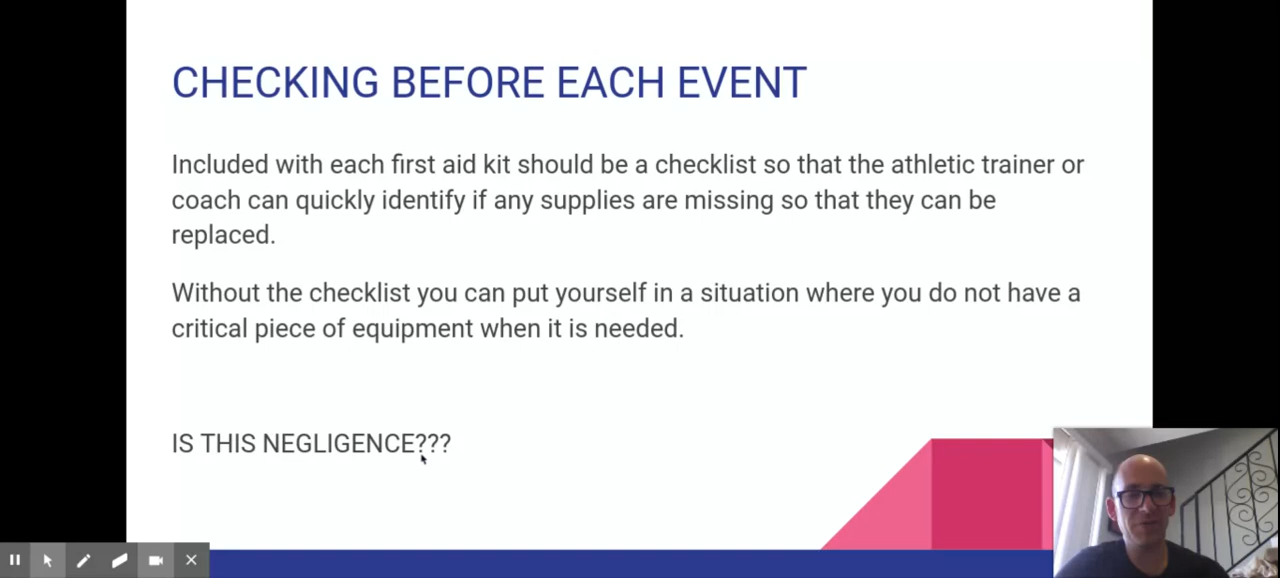 CHECKING BEFORE EACH EVENT
Included with each first aid kit should be a checklist so that the athletic trainer or
coach can quickly identify if any supplies are missing so that they can be
replaced.
Without the checklist you can put yourself in a situation where you do not have a
critical piece of equipment when it is needed.
IS THIS NEGLIGENCE???